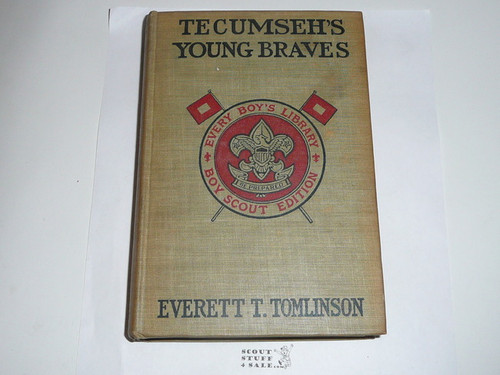 TECUMSEH'S
YOUNG BRAVES
EVERY BOY'S LIBRARY
BE PREPARED
BOY SCOUT EDITION
EVERETT T. TOMLINSON
SCOUT
STUFF
4 SALE...